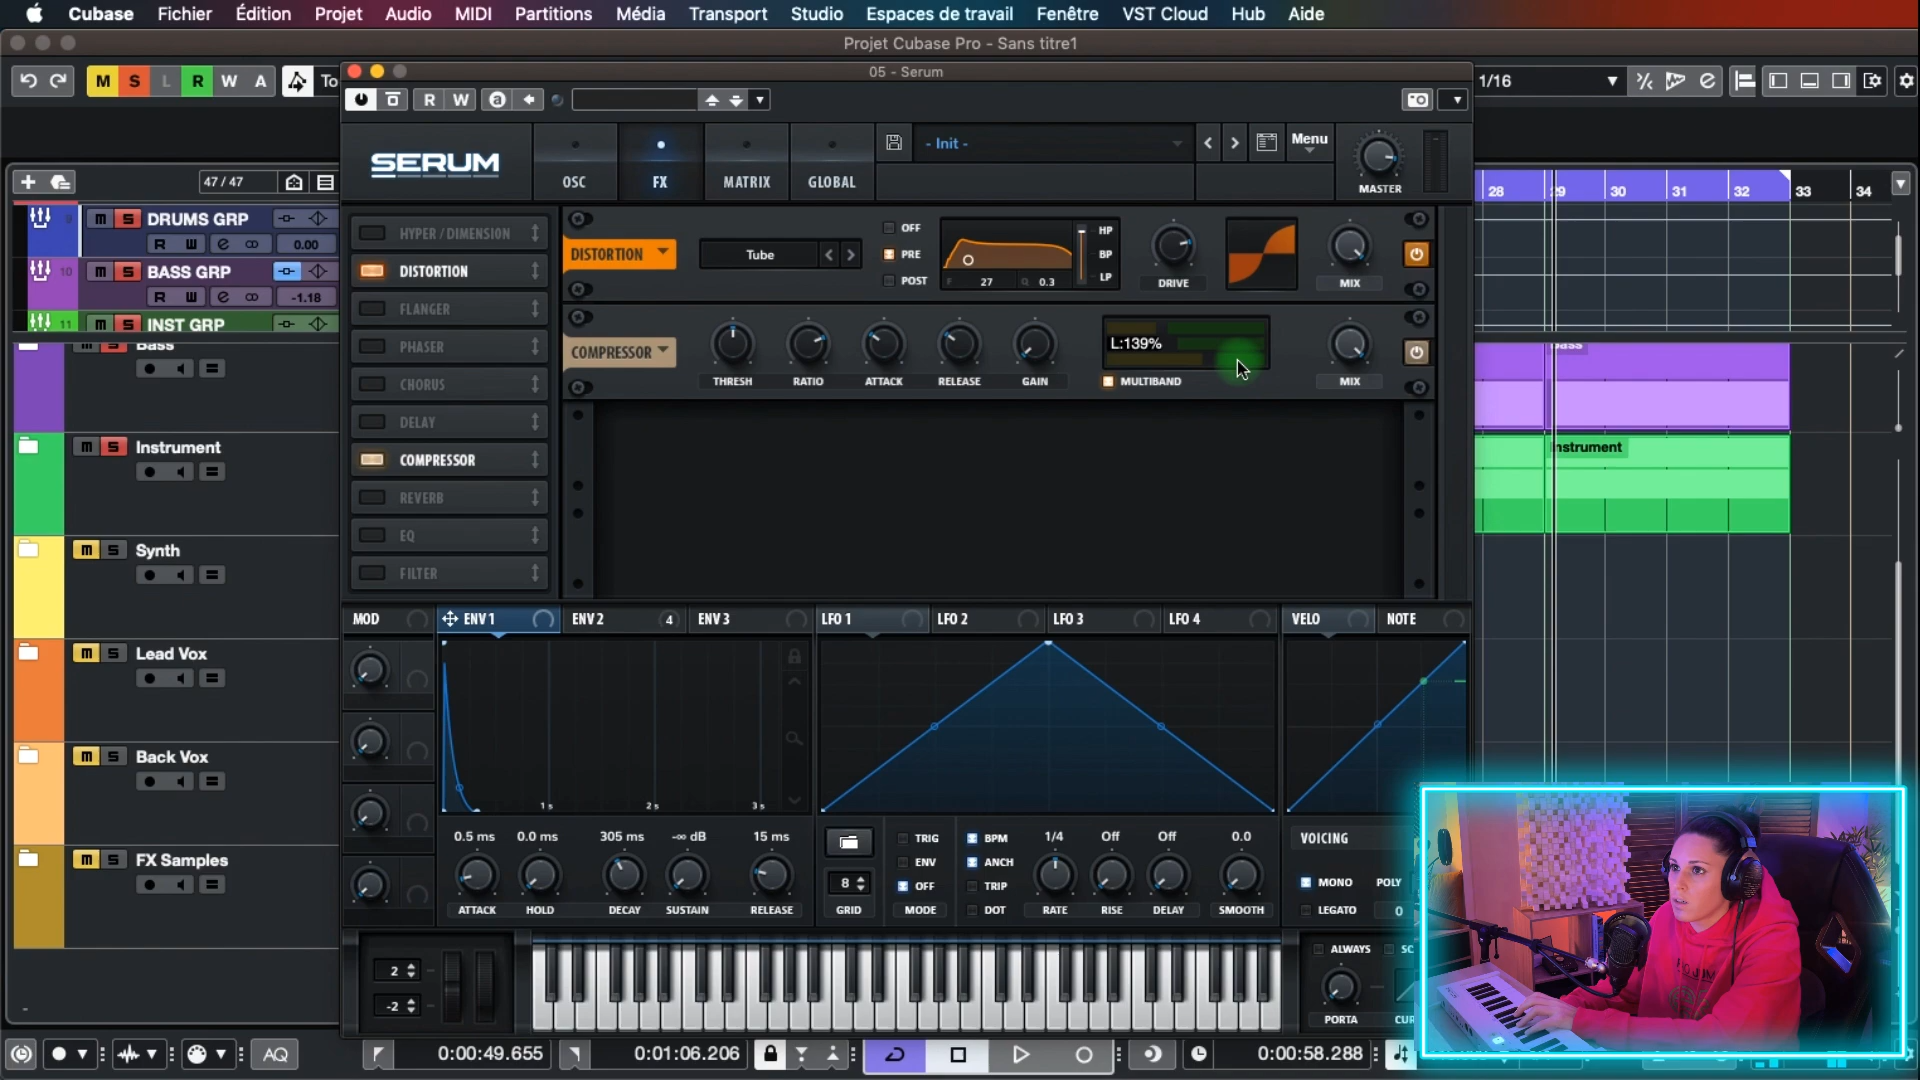 Cubase Fichier Édition Projet Audio MIDI Partitions Média Transport Studio Espaces de travail Fenêtre VST Cloud Hub Aide
Projet Cubase Pro - Sans titre1
M S L R W A To
1/16
05 - Serum
R W
SERUM
OSC FX MATRIX GLOBAL
- Init -
Menu
MASTER
47 / 47
28 29 30 31 32 33 34
9 m S DRUMS GRP
R W e 0.00
10 m S BASS GRP
R W e -1.18
11 m S INST GRP
Bass
m S Instrument
m S Synth
m S Lead Vox
m S Back Vox
m S FX Samples
Bass
Instrument
HYPER / DIMENSION
DISTORTION
FLANGER
PHASER
CHORUS
DELAY
COMPRESSOR
REVERB
EQ
FILTER
DISTORTION
Tube
OFF
PRE
POST
F 27 Q 0.3
HP
BP
LP
DRIVE
MIX
COMPRESSOR
THRESH RATIO ATTACK RELEASE GAIN
L:139%
MULTIBAND
MIX
MOD ENV 1 ENV 2 4 ENV 3 LFO 1 LFO 2 LFO 3 LFO 4 VELO NOTE
1 s 2 s 3 s
0.5 ms 0.0 ms 305 ms -∞ dB 15 ms
ATTACK HOLD DECAY SUSTAIN RELEASE
8
GRID
TRIG
ENV
OFF
MODE
BPM
ANCH
TRIP
DOT
1/4 Off Off 0.0
RATE RISE DELAY SMOOTH
VOICING
MONO POLY
LEGATO 0
2
-2
ALWAYS SC
PORTA CUR
AQ
0:00:49.655 0:01:06.206 0:00:58.288